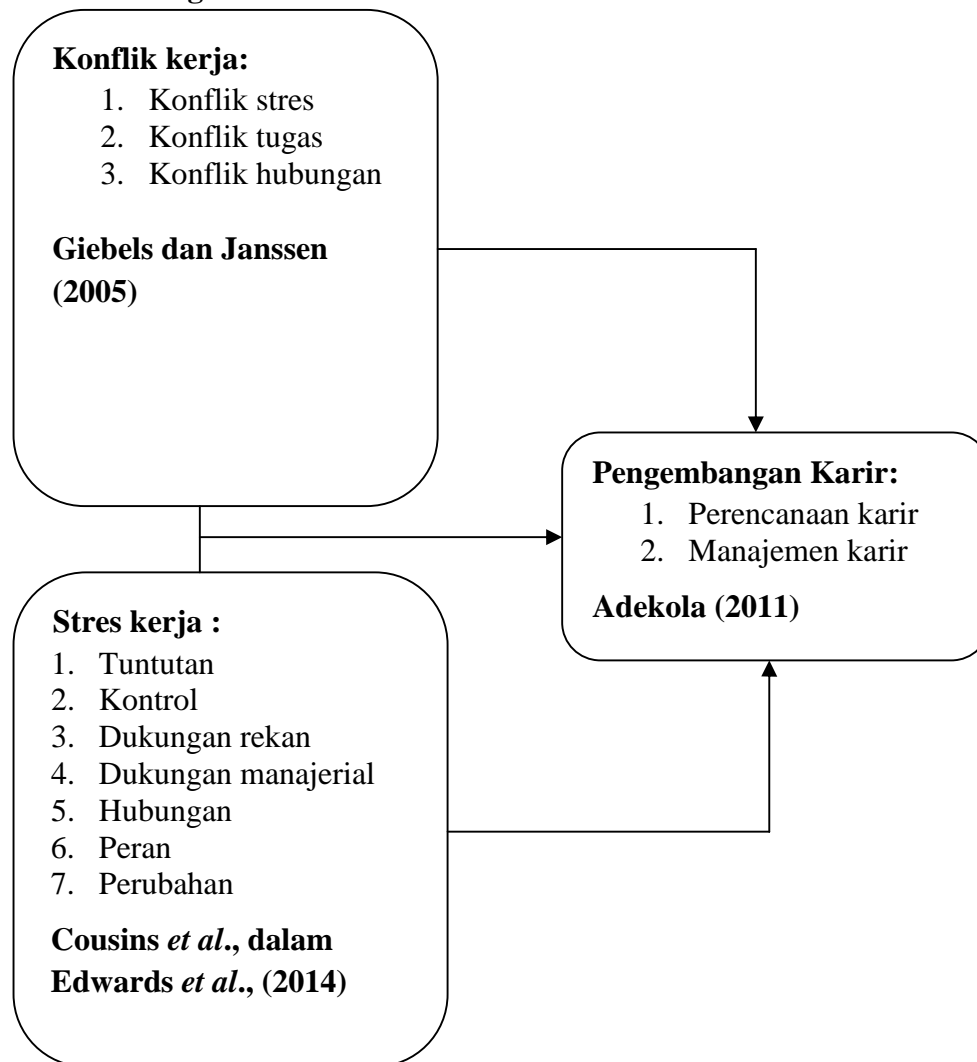 Konflik kerja:
1. Konflik stres
2. Konflik tugas
3. Konflik hubungan
Giebels dan Janssen
(2005)
Pengembangan Karir:
1. Perencanaan karir
2. Manajemen karir
Adekola (2011)
Stres kerja :
1. Tuntutan
2. Kontrol
3. Dukungan rekan
4. Dukungan manajerial
5. Hubungan
6. Peran
7. Perubahan
Cousins et al., dalam
Edwards et al., (2014)